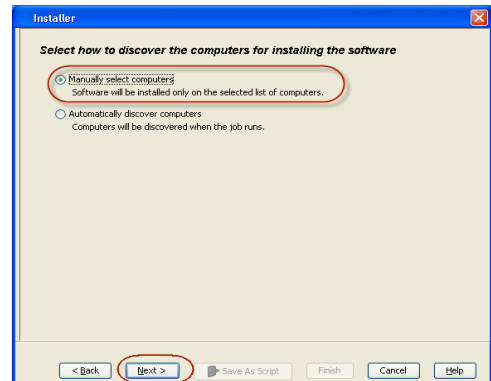 Installer
Select how to discover the computers for installing the software
Manually select computers
Software will be installed only on the selected list of computers.
Automatically discover computers
Computers will be discovered when the job runs.
< Back Next > Save As Script Finish Cancel Help